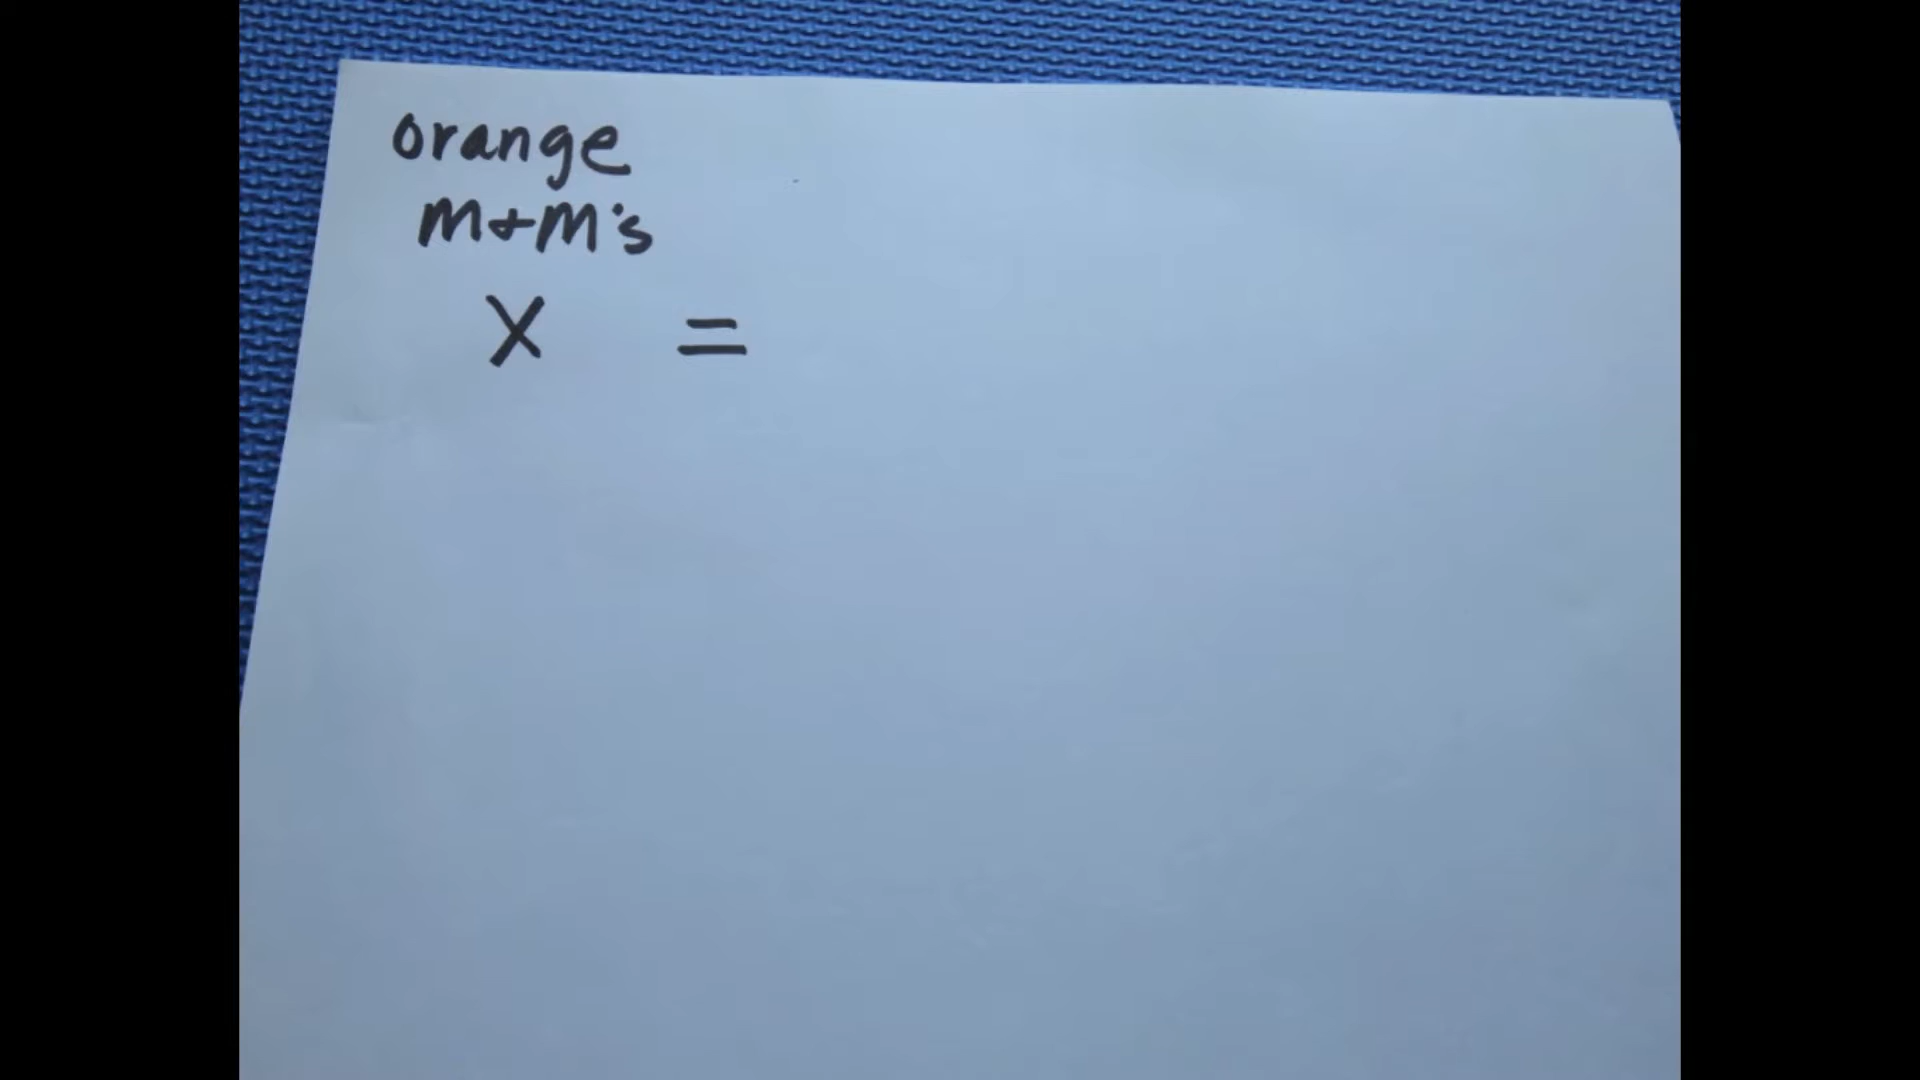 orange
m+m's
X =